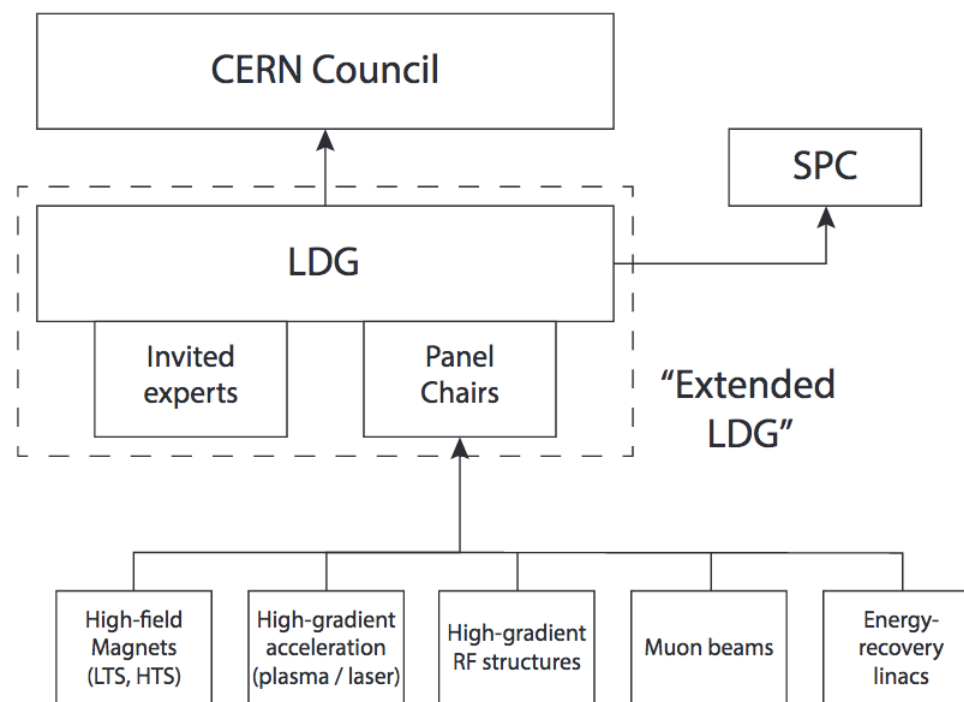 CERN Council
SPC
LDG
Invited
experts
Panel
Chairs
“Extended
LDG”
High-field
Magnets
(LTS, HTS)
High-gradient
acceleration
(plasma / laser)
High-gradient
RF structures
Muon beams
Energy-
recovery
linacs